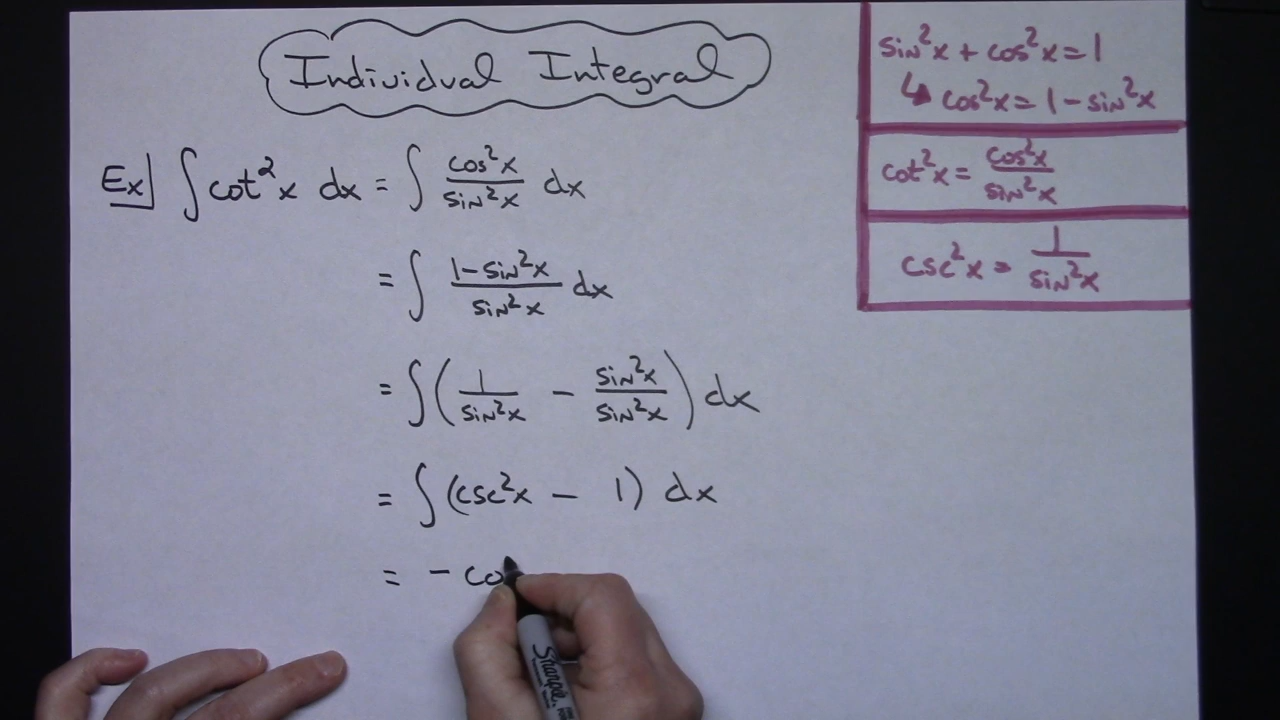 Individual Integral
Ex] ∫ cot²x dx = ∫ cos²x/sin²x dx
= ∫ 1-sin²x/sin²x dx
= ∫ (1/sin²x - sin²x/sin²x) dx
= ∫ (csc²x - 1) dx
= - co
sin²x + cos²x = 1
↳ cos²x = 1 - sin²x
cot²x = cos²x/sin²x
csc²x = 1/sin²x
Sharpie